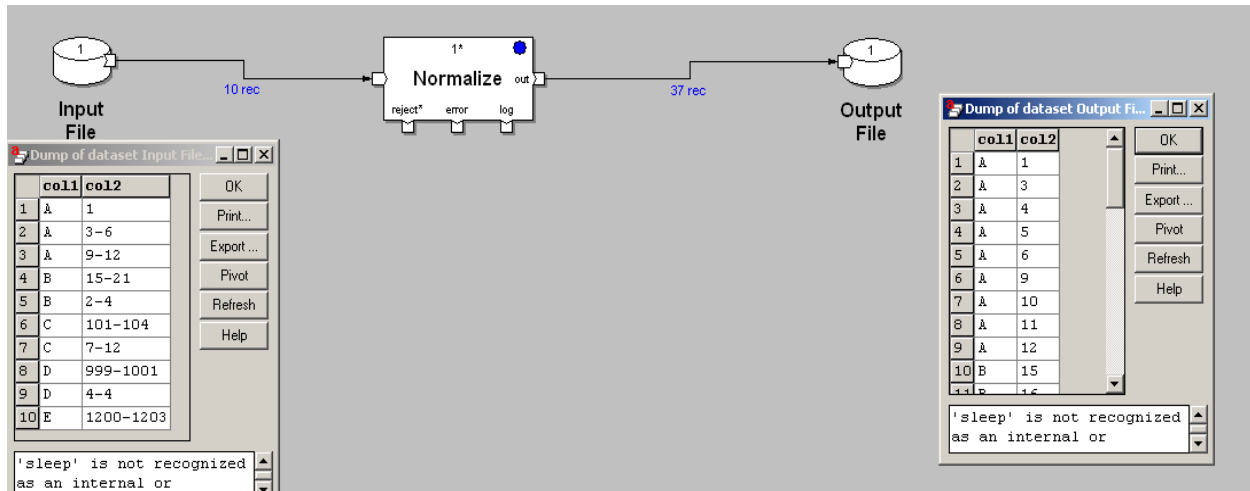 1
Input
File
10 rec
1*
Normalize
out
reject*
error
log
37 rec
1
Output
File
Dump of dataset Input File...
col1 col2
1 A 1
2 A 3-6
3 A 9-12
4 B 15-21
5 B 2-4
6 C 101-104
7 C 7-12
8 D 999-1001
9 D 4-4
10 E 1200-1203
OK
Print...
Export ...
Pivot
Refresh
Help
'sleep' is not recognized
as an internal or
Dump of dataset Output Fi...
col1 col2
1 A 1
2 A 3
3 A 4
4 A 5
5 A 6
6 A 9
7 A 10
8 A 11
9 A 12
10 B 15
11 B 16
OK
Print...
Export ...
Pivot
Refresh
Help
'sleep' is not recognized
as an internal or